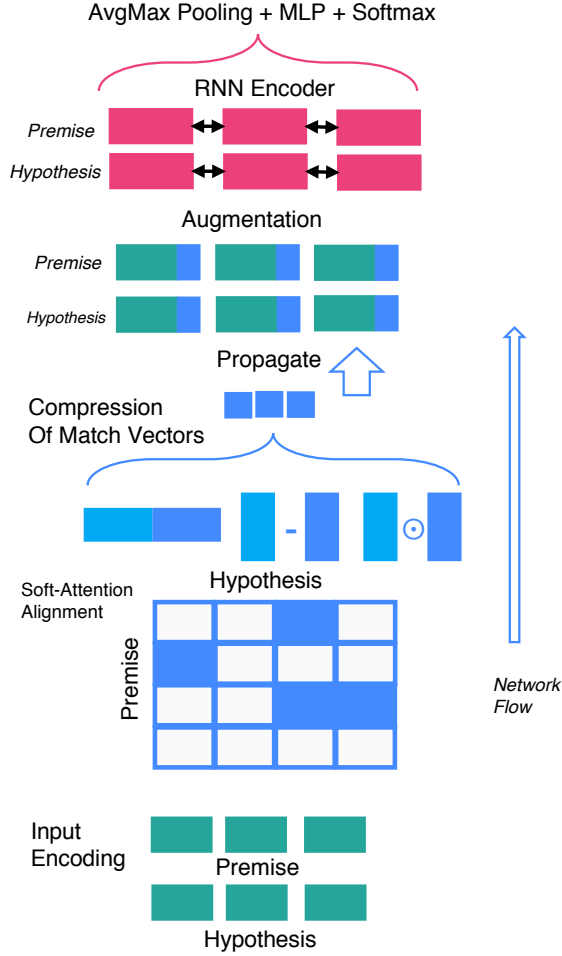 AvgMax Pooling + MLP + Softmax
RNN Encoder
Premise
Hypothesis
Augmentation
Premise
Hypothesis
Propagate
Compression
Of Match Vectors
-
Hypothesis
Soft-Attention
Alignment
Premise
Network
Flow
Input
Encoding
Premise
Hypothesis